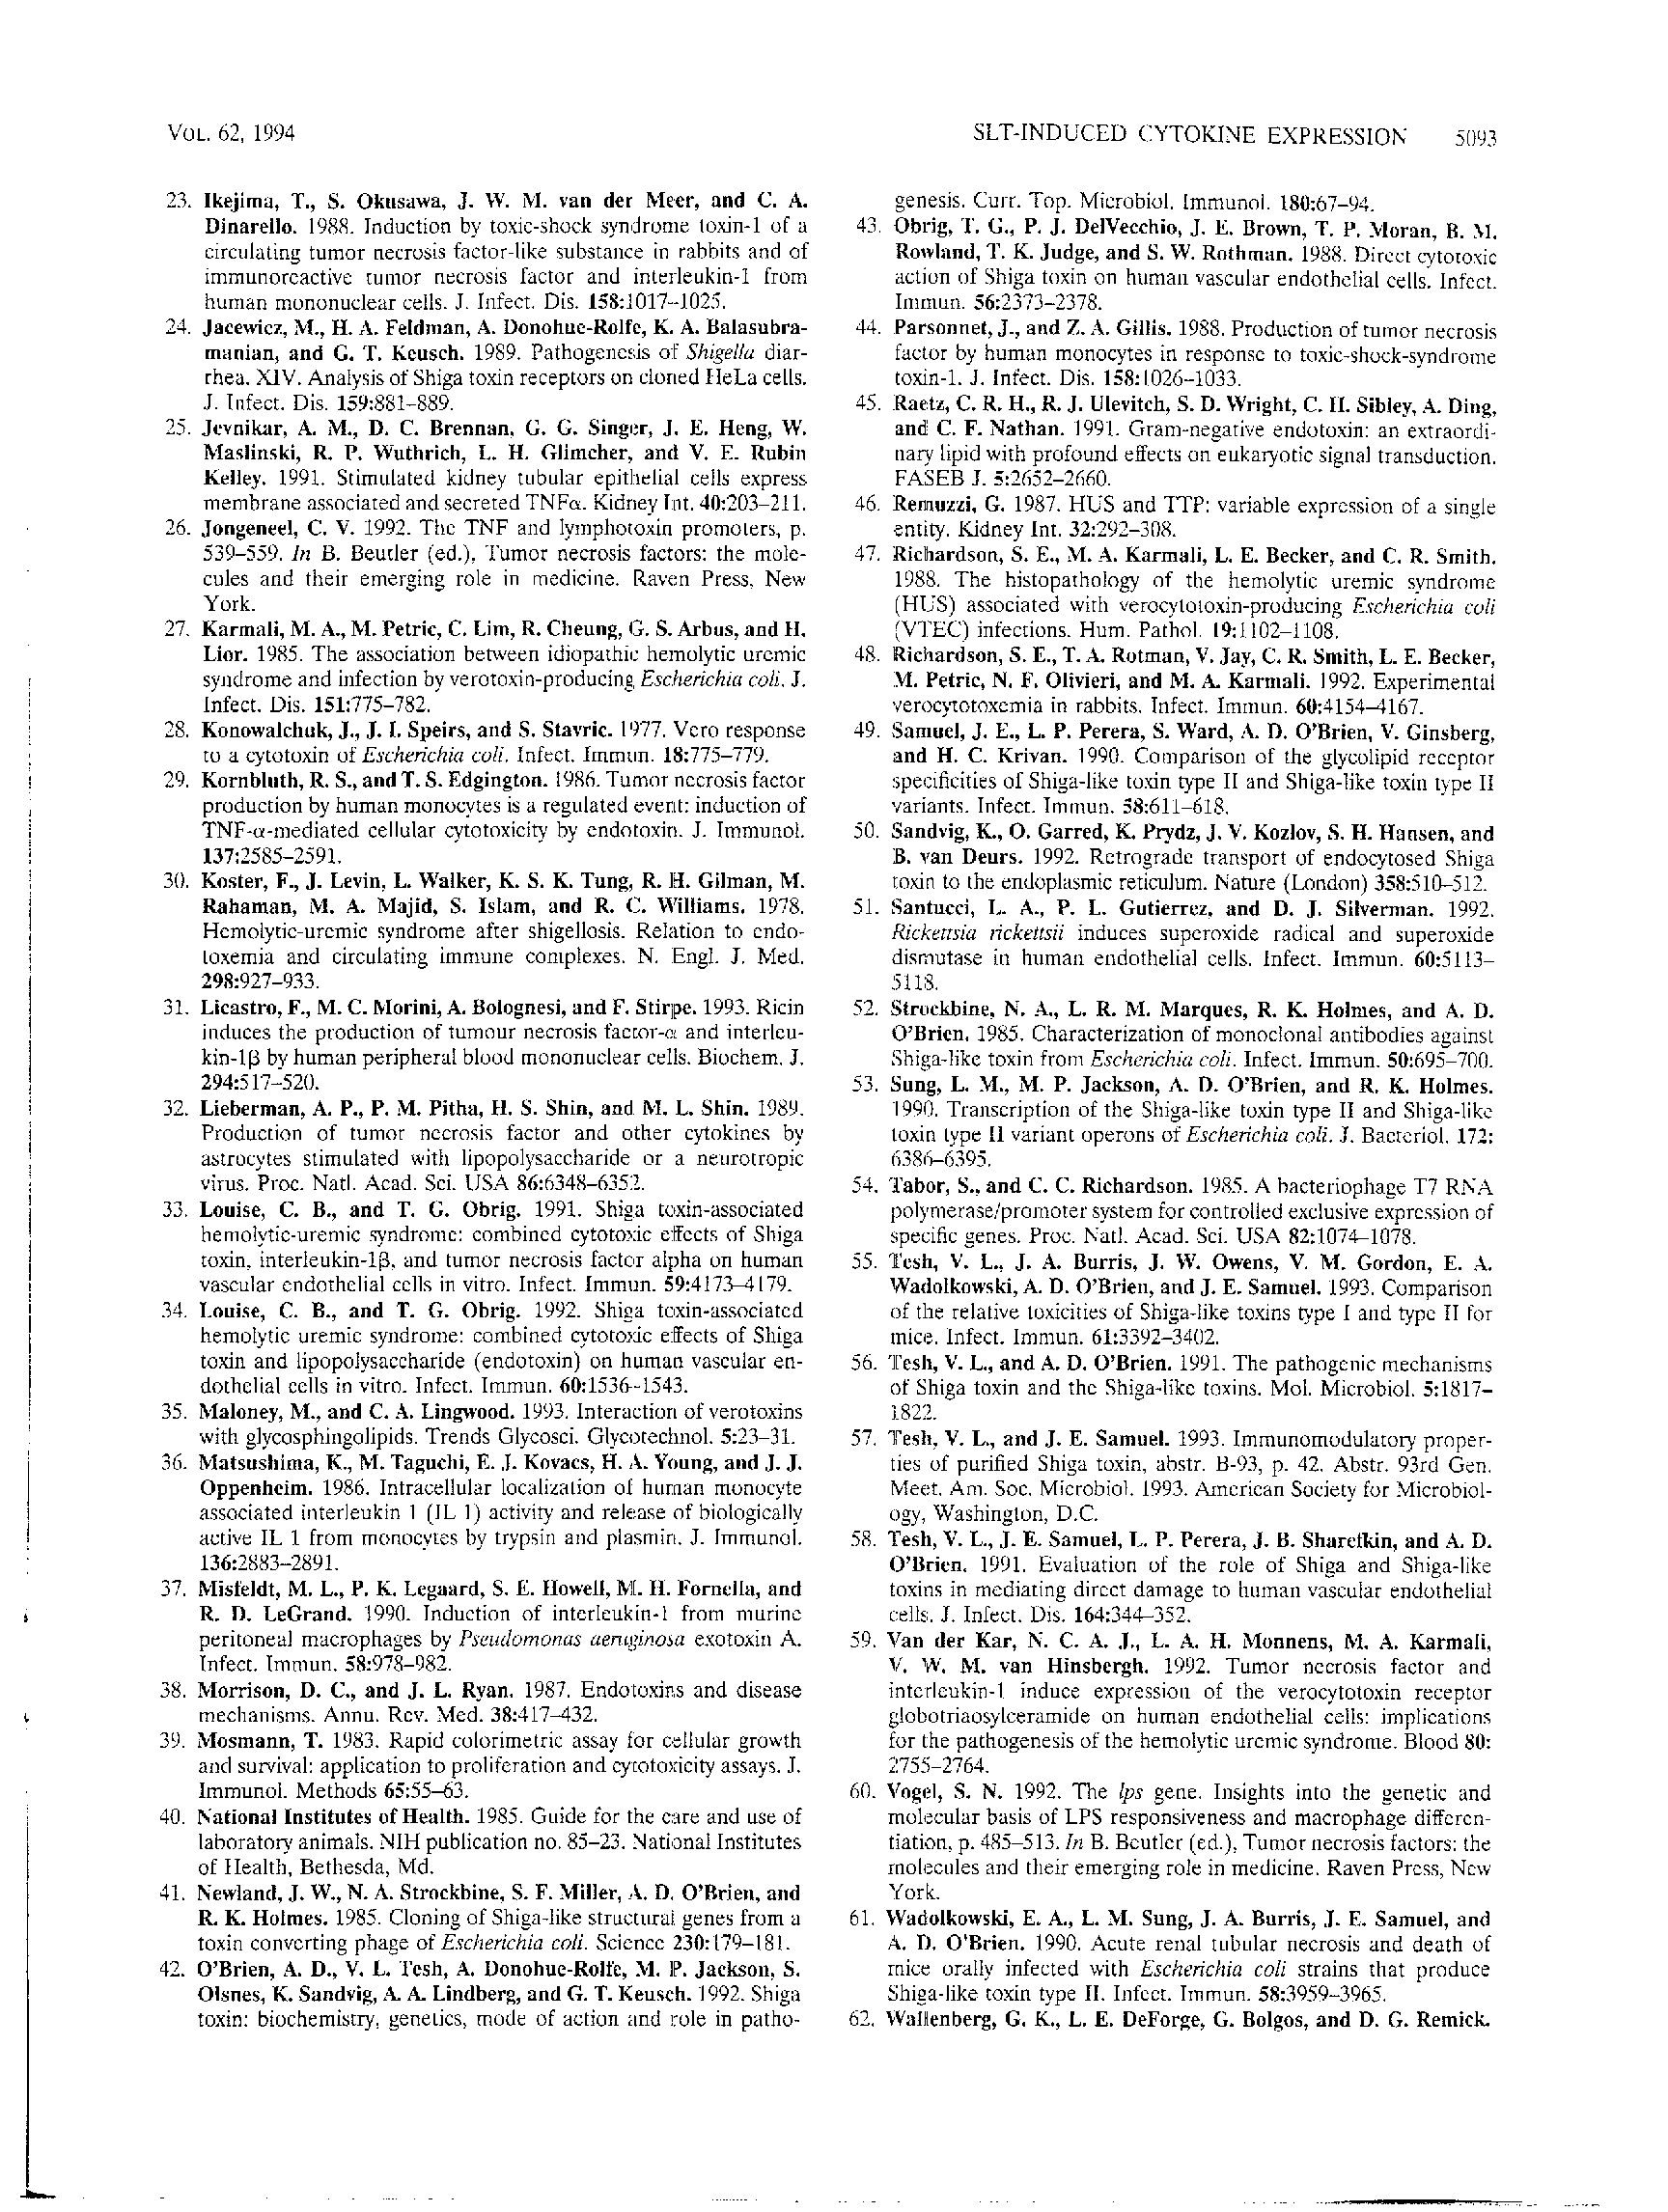 VOL. 62, 1994
SLT-INDUCED CYTOKINE EXPRESSION 5093
23. Ikejima, T., S. Okusawa, J. W. M. van der Meer, and C. A.
Dinarello. 1988. Induction by toxic-shock syndrome toxin-1 of a
circulating tumor necrosis factor-like substance in rabbits and of
immunoreactive tumor necrosis factor and interleukin-1 from
human mononuclear cells. J. Infect. Dis. 158:1017–1025.
24. Jacewicz, M., H. A. Feldman, A. Donohue-Rolfe, K. A. Balasubra-
manian, and G. T. Keusch. 1989. Pathogenesis of Shigella diar-
rhea. XIV. Analysis of Shiga toxin receptors on cloned HeLa cells.
J. Infect. Dis. 159:881–889.
25. Jevnikar, A. M., D. C. Brennan, G. G. Singer, J. E. Heng, W.
Maslinski, R. P. Wuthrich, L. H. Glimcher, and V. E. Rubin
Kelley. 1991. Stimulated kidney tubular epithelial cells express
membrane associated and secreted TNFα. Kidney Int. 40:203–211.
26. Jongeneel, C. V. 1992. The TNF and lymphotoxin promoters, p.
539–559. In B. Beutler (ed.), Tumor necrosis factors: the mole-
cules and their emerging role in medicine. Raven Press, New
York.
27. Karmali, M. A., M. Petric, C. Lim, R. Cheung, G. S. Arbus, and H.
Lior. 1985. The association between idiopathic hemolytic uremic
syndrome and infection by verotoxin-producing Escherichia coli. J.
Infect. Dis. 151:775–782.
28. Konowalchuk, J., J. I. Speirs, and S. Stavric. 1977. Vero response
to a cytotoxin of Escherichia coli. Infect. Immun. 18:775–779.
29. Kornbluth, R. S., and T. S. Edgington. 1986. Tumor necrosis factor
production by human monocytes is a regulated event: induction of
TNF-α-mediated cellular cytotoxicity by endotoxin. J. Immunol.
137:2585–2591.
30. Koster, F., J. Levin, L. Walker, K. S. K. Tung, R. H. Gilman, M.
Rahaman, M. A. Majid, S. Islam, and R. C. Williams. 1978.
Hemolytic-uremic syndrome after shigellosis. Relation to endo-
toxemia and circulating immune complexes. N. Engl. J. Med.
298:927–933.
31. Licastro, F., M. C. Morini, A. Bolognesi, and F. Stirpe. 1993. Ricin
induces the production of tumour necrosis factor-α and interleu-
kin-1β by human peripheral blood mononuclear cells. Biochem. J.
294:517–520.
32. Lieberman, A. P., P. M. Pitha, H. S. Shin, and M. L. Shin. 1989.
Production of tumor necrosis factor and other cytokines by
astrocytes stimulated with lipopolysaccharide or a neurotropic
virus. Proc. Natl. Acad. Sci. USA 86:6348–6352.
33. Louise, C. B., and T. G. Obrig. 1991. Shiga toxin-associated
hemolytic-uremic syndrome: combined cytotoxic effects of Shiga
toxin, interleukin-1β, and tumor necrosis factor alpha on human
vascular endothelial cells in vitro. Infect. Immun. 59:4173–4179.
34. Louise, C. B., and T. G. Obrig. 1992. Shiga toxin-associated
hemolytic uremic syndrome: combined cytotoxic effects of Shiga
toxin and lipopolysaccharide (endotoxin) on human vascular en-
dothelial cells in vitro. Infect. Immun. 60:1536–1543.
35. Maloney, M., and C. A. Lingwood. 1993. Interaction of verotoxins
with glycosphingolipids. Trends Glycosci. Glycotechnol. 5:23–31.
36. Matsushima, K., M. Taguchi, E. J. Kovacs, H. A. Young, and J. J.
Oppenheim. 1986. Intracellular localization of human monocyte
associated interleukin 1 (IL 1) activity and release of biologically
active IL 1 from monocytes by trypsin and plasmin. J. Immunol.
136:2883–2891.
37. Misfeldt, M. L., P. K. Legaard, S. E. Howell, M. H. Fornella, and
R. D. LeGrand. 1990. Induction of interleukin-1 from murine
peritoneal macrophages by Pseudomonas aeruginosa exotoxin A.
Infect. Immun. 58:978–982.
38. Morrison, D. C., and J. L. Ryan. 1987. Endotoxins and disease
mechanisms. Annu. Rev. Med. 38:417–432.
39. Mosmann, T. 1983. Rapid colorimetric assay for cellular growth
and survival: application to proliferation and cytotoxicity assays. J.
Immunol. Methods 65:55–63.
40. National Institutes of Health. 1985. Guide for the care and use of
laboratory animals. NIH publication no. 85–23. National Institutes
of Health, Bethesda, Md.
41. Newland, J. W., N. A. Strockbine, S. F. Miller, A. D. O'Brien, and
R. K. Holmes. 1985. Cloning of Shiga-like structural genes from a
toxin converting phage of Escherichia coli. Science 230:179–181.
42. O'Brien, A. D., V. L. Tesh, A. Donohue-Rolfe, M. P. Jackson, S.
Olsnes, K. Sandvig, A. A. Lindberg, and G. T. Keusch. 1992. Shiga
toxin: biochemistry, genetics, mode of action and role in patho-
genesis. Curr. Top. Microbiol. Immunol. 180:67–94.
43. Obrig, T. G., P. J. DelVecchio, J. E. Brown, T. P. Moran, B. M.
Rowland, T. K. Judge, and S. W. Rothman. 1988. Direct cytotoxic
action of Shiga toxin on human vascular endothelial cells. Infect.
Immun. 56:2373–2378.
44. Parsonnet, J., and Z. A. Gillis. 1988. Production of tumor necrosis
factor by human monocytes in response to toxic-shock-syndrome
toxin-1. J. Infect. Dis. 158:1026–1033.
45. Raetz, C. R. H., R. J. Ulevitch, S. D. Wright, C. H. Sibley, A. Ding,
and C. F. Nathan. 1991. Gram-negative endotoxin: an extraordi-
nary lipid with profound effects on eukaryotic signal transduction.
FASEB J. 5:2652–2660.
46. Remuzzi, G. 1987. HUS and TTP: variable expression of a single
entity. Kidney Int. 32:292–308.
47. Richardson, S. E., M. A. Karmali, L. E. Becker, and C. R. Smith.
1988. The histopathology of the hemolytic uremic syndrome
(HUS) associated with verocytotoxin-producing Escherichia coli
(VTEC) infections. Hum. Pathol. 19:1102–1108.
48. Richardson, S. E., T. A. Rotman, V. Jay, C. R. Smith, L. E. Becker,
M. Petric, N. F. Olivieri, and M. A. Karmali. 1992. Experimental
verocytotoxemia in rabbits. Infect. Immun. 60:4154–4167.
49. Samuel, J. E., L. P. Perera, S. Ward, A. D. O'Brien, V. Ginsberg,
and H. C. Krivan. 1990. Comparison of the glycolipid receptor
specificities of Shiga-like toxin type II and Shiga-like toxin type II
variants. Infect. Immun. 58:611–618.
50. Sandvig, K., O. Garred, K. Prydz, J. V. Kozlov, S. H. Hansen, and
B. van Deurs. 1992. Retrograde transport of endocytosed Shiga
toxin to the endoplasmic reticulum. Nature (London) 358:510–512.
51. Santucci, L. A., P. L. Gutierrez, and D. J. Silverman. 1992.
Rickettsia rickettsii induces superoxide radical and superoxide
dismutase in human endothelial cells. Infect. Immun. 60:5113–
5118.
52. Strockbine, N. A., L. R. M. Marques, R. K. Holmes, and A. D.
O'Brien. 1985. Characterization of monoclonal antibodies against
Shiga-like toxin from Escherichia coli. Infect. Immun. 50:695–700.
53. Sung, L. M., M. P. Jackson, A. D. O'Brien, and R. K. Holmes.
1990. Transcription of the Shiga-like toxin type II and Shiga-like
toxin type II variant operons of Escherichia coli. J. Bacteriol. 172:
6386–6395.
54. Tabor, S., and C. C. Richardson. 1985. A bacteriophage T7 RNA
polymerase/promoter system for controlled exclusive expression of
specific genes. Proc. Natl. Acad. Sci. USA 82:1074–1078.
55. Tesh, V. L., J. A. Burris, J. W. Owens, V. M. Gordon, E. A.
Wadolkowski, A. D. O'Brien, and J. E. Samuel. 1993. Comparison
of the relative toxicities of Shiga-like toxins type I and type II for
mice. Infect. Immun. 61:3392–3402.
56. Tesh, V. L., and A. D. O'Brien. 1991. The pathogenic mechanisms
of Shiga toxin and the Shiga-like toxins. Mol. Microbiol. 5:1817–
1822.
57. Tesh, V. L., and J. E. Samuel. 1993. Immunomodulatory proper-
ties of purified Shiga toxin, abstr. B-93, p. 42. Abstr. 93rd Gen.
Meet. Am. Soc. Microbiol. 1993. American Society for Microbiol-
ogy, Washington, D.C.
58. Tesh, V. L., J. E. Samuel, L. P. Perera, J. B. Sharefkin, and A. D.
O'Brien. 1991. Evaluation of the role of Shiga and Shiga-like
toxins in mediating direct damage to human vascular endothelial
cells. J. Infect. Dis. 164:344–352.
59. Van der Kar, N. C. A. J., L. A. H. Monnens, M. A. Karmali,
V. W. M. van Hinsbergh. 1992. Tumor necrosis factor and
interleukin-1 induce expression of the verocytotoxin receptor
globotriaosylceramide on human endothelial cells: implications
for the pathogenesis of the hemolytic uremic syndrome. Blood 80:
2755–2764.
60. Vogel, S. N. 1992. The lps gene. Insights into the genetic and
molecular basis of LPS responsiveness and macrophage differen-
tiation, p. 485–513. In B. Beutler (ed.), Tumor necrosis factors: the
molecules and their emerging role in medicine. Raven Press, New
York.
61. Wadolkowski, E. A., L. M. Sung, J. A. Burris, J. E. Samuel, and
A. D. O'Brien. 1990. Acute renal tubular necrosis and death of
mice orally infected with Escherichia coli strains that produce
Shiga-like toxin type II. Infect. Immun. 58:3959–3965.
62. Wallenberg, G. K., L. E. DeForge, G. Bolgos, and D. G. Remick.